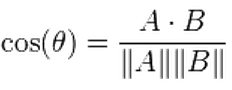 cos(θ) = A · B / ‖A‖‖B‖